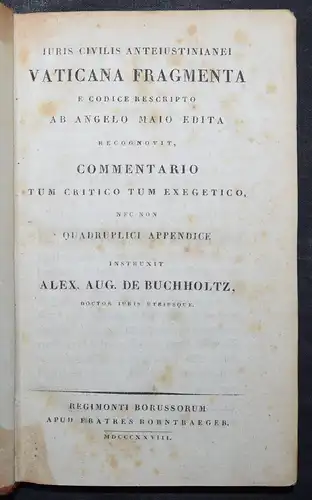 IURIS CIVILIS ANTEIUSTINIANEI
VATICANA FRAGMENTA
E CODICE RESCRIPTO
AB ANGELO MAIO EDITA
RECOGNOVIT,
COMMENTARIO
TUM CRITICO TUM EXEGETICO,
NEC NON
QUADRUPLICI APPENDICE
INSTRUXIT
ALEX. AUG. DE BUCHHOLTZ,
DOCTOR IURIS UTRIUSQUE.
REGIMONTI BORUSSORUM
APUD FRATRES BORNTRAEGER.
MDCCCXXVIII.